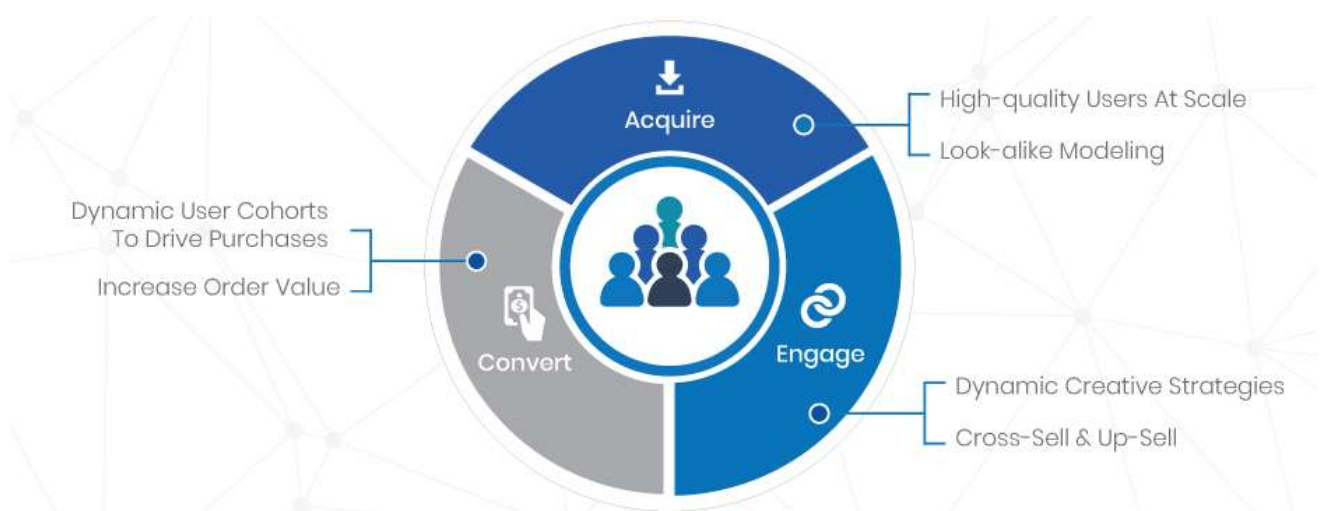 Acquire
High-quality Users At Scale
Look-alike Modeling
Dynamic User Cohorts
To Drive Purchases
Increase Order Value
$
Convert
Engage
Dynamic Creative Strategies
Cross-Sell & Up-Sell